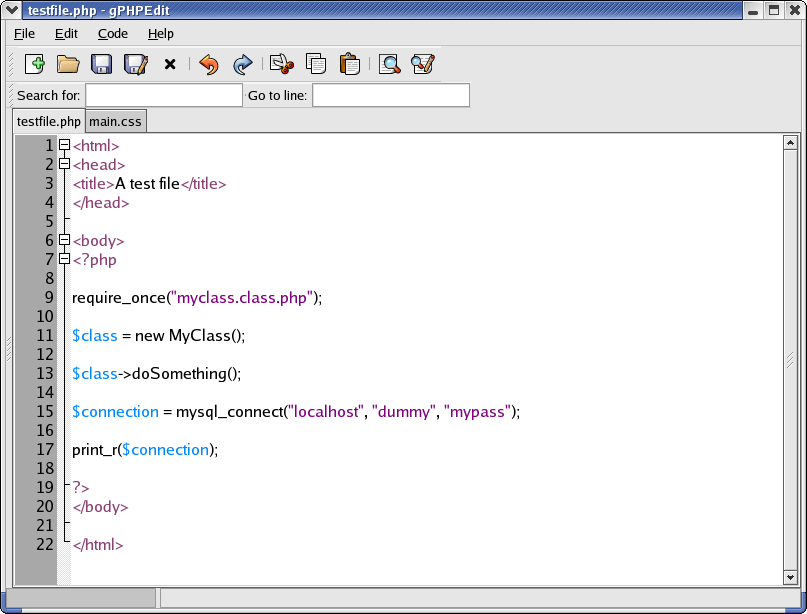 testfile.php - gPHPEdit
File Edit Code Help
Search for: Go to line:
testfile.php main.css
1 <html>
2 <head>
3 <title>A test file</title>
4 </head>
5
6 <body>
7 <?php
8
9 require_once("myclass.class.php");
10
11 $class = new MyClass();
12
13 $class->doSomething();
14
15 $connection = mysql_connect("localhost", "dummy", "mypass");
16
17 print_r($connection);
18
19 ?>
20 </body>
21
22 </html>